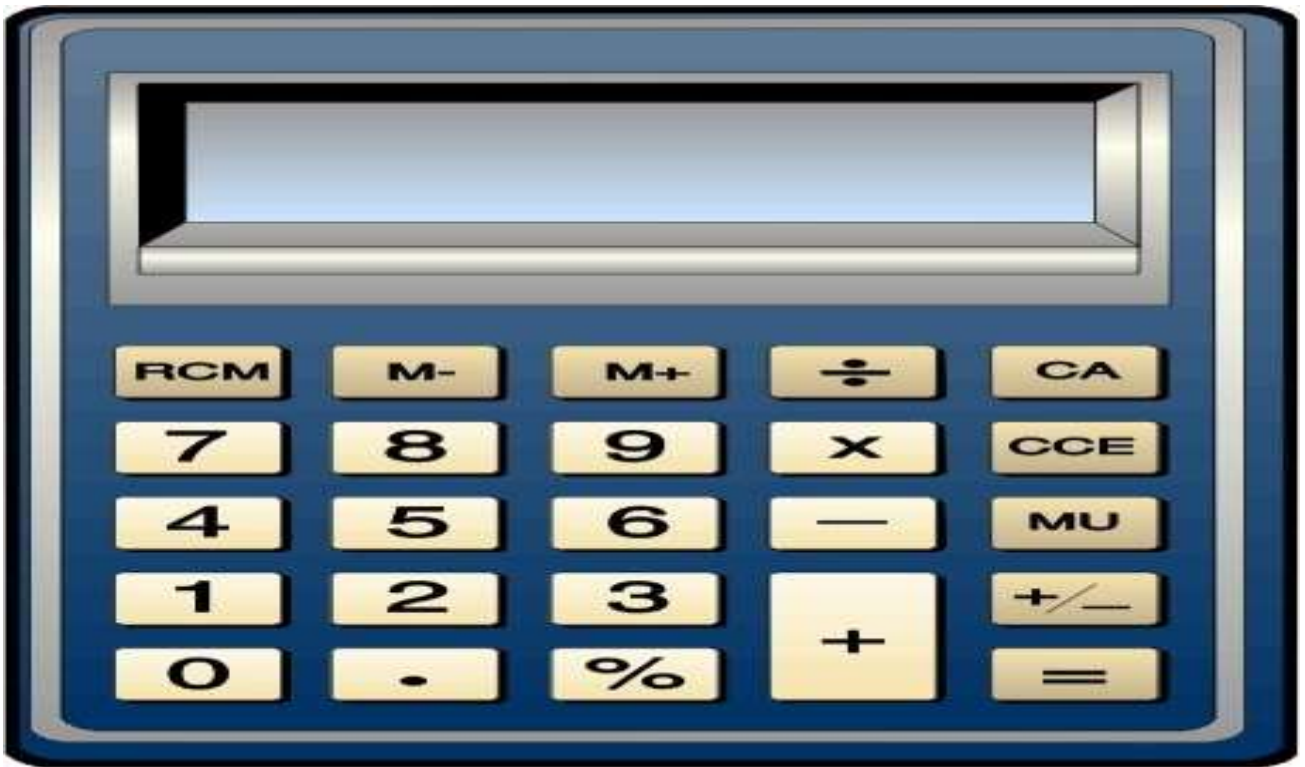 RCM M- M+ ÷ CA
7 8 9 x CCE
4 5 6 — MU
1 2 3 + +/−
0 . % =